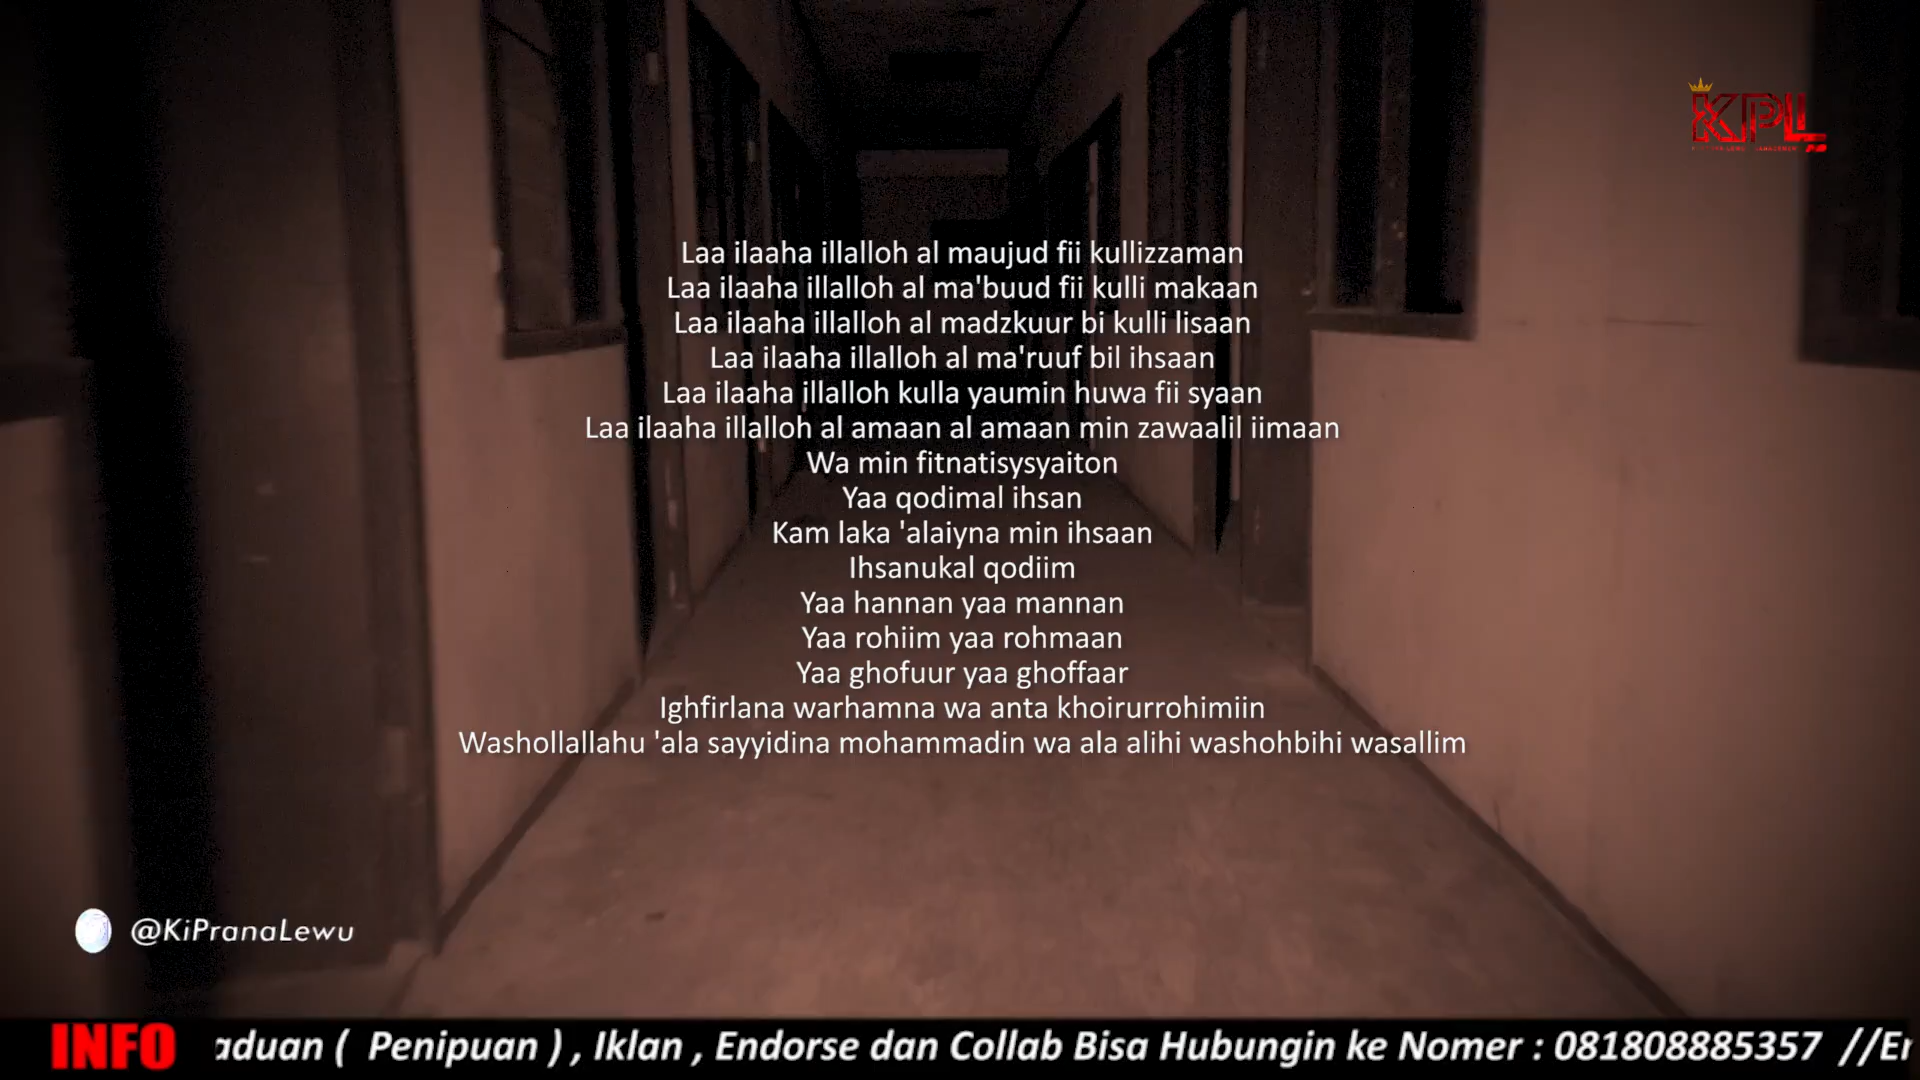 KPL
Laa ilaaha illalloh al maujud fii kullizzaman
Laa ilaaha illalloh al ma'buud fii kulli makaan
Laa ilaaha illalloh al madzkuur bi kulli lisaan
Laa ilaaha illalloh al ma'ruuf bil ihsaan
Laa ilaaha illalloh kulla yaumin huwa fii syaan
Laa ilaaha illalloh al amaan al amaan min zawaalil iimaan
Wa min fitnatisysyaiton
Yaa qodimal ihsan
Kam laka 'alaiyna min ihsaan
Ihsanukal qodiim
Yaa hannan yaa mannan
Yaa rohiim yaa rohmaan
Yaa ghofuur yaa ghoffaar
Ighfirlana warhamna wa anta khoirurrohimiin
Washollallahu 'ala sayyidina mohammadin wa ala alihi washohbihi wasallim
@KiPranaLewu
INFO aduan ( Penipuan ) , Iklan , Endorse dan Collab Bisa Hubungin ke Nomer : 081808885357 //